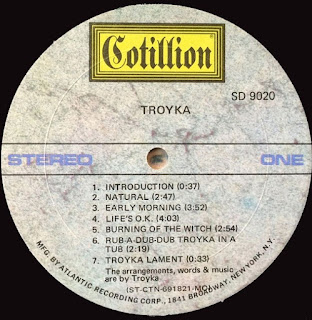 Cotillion
SD 9020
TROYKA
STEREO ONE
1. INTRODUCTION (0:37)
2. NATURAL (2:47)
3. EARLY MORNING (3:52)
4. LIFE'S O.K. (4:03)
5. BURNING OF THE WITCH (2:54)
6. RUB-A-DUB-DUB TROYKA IN A
TUB (2:19)
7. TROYKA LAMENT (0:33)
The arrangements, words & music
are by Troyka
(ST-CTN-691821-MO)
MFG. BY ATLANTIC RECORDING CORP., 1841 BROADWAY, NEW YORK, N.Y.